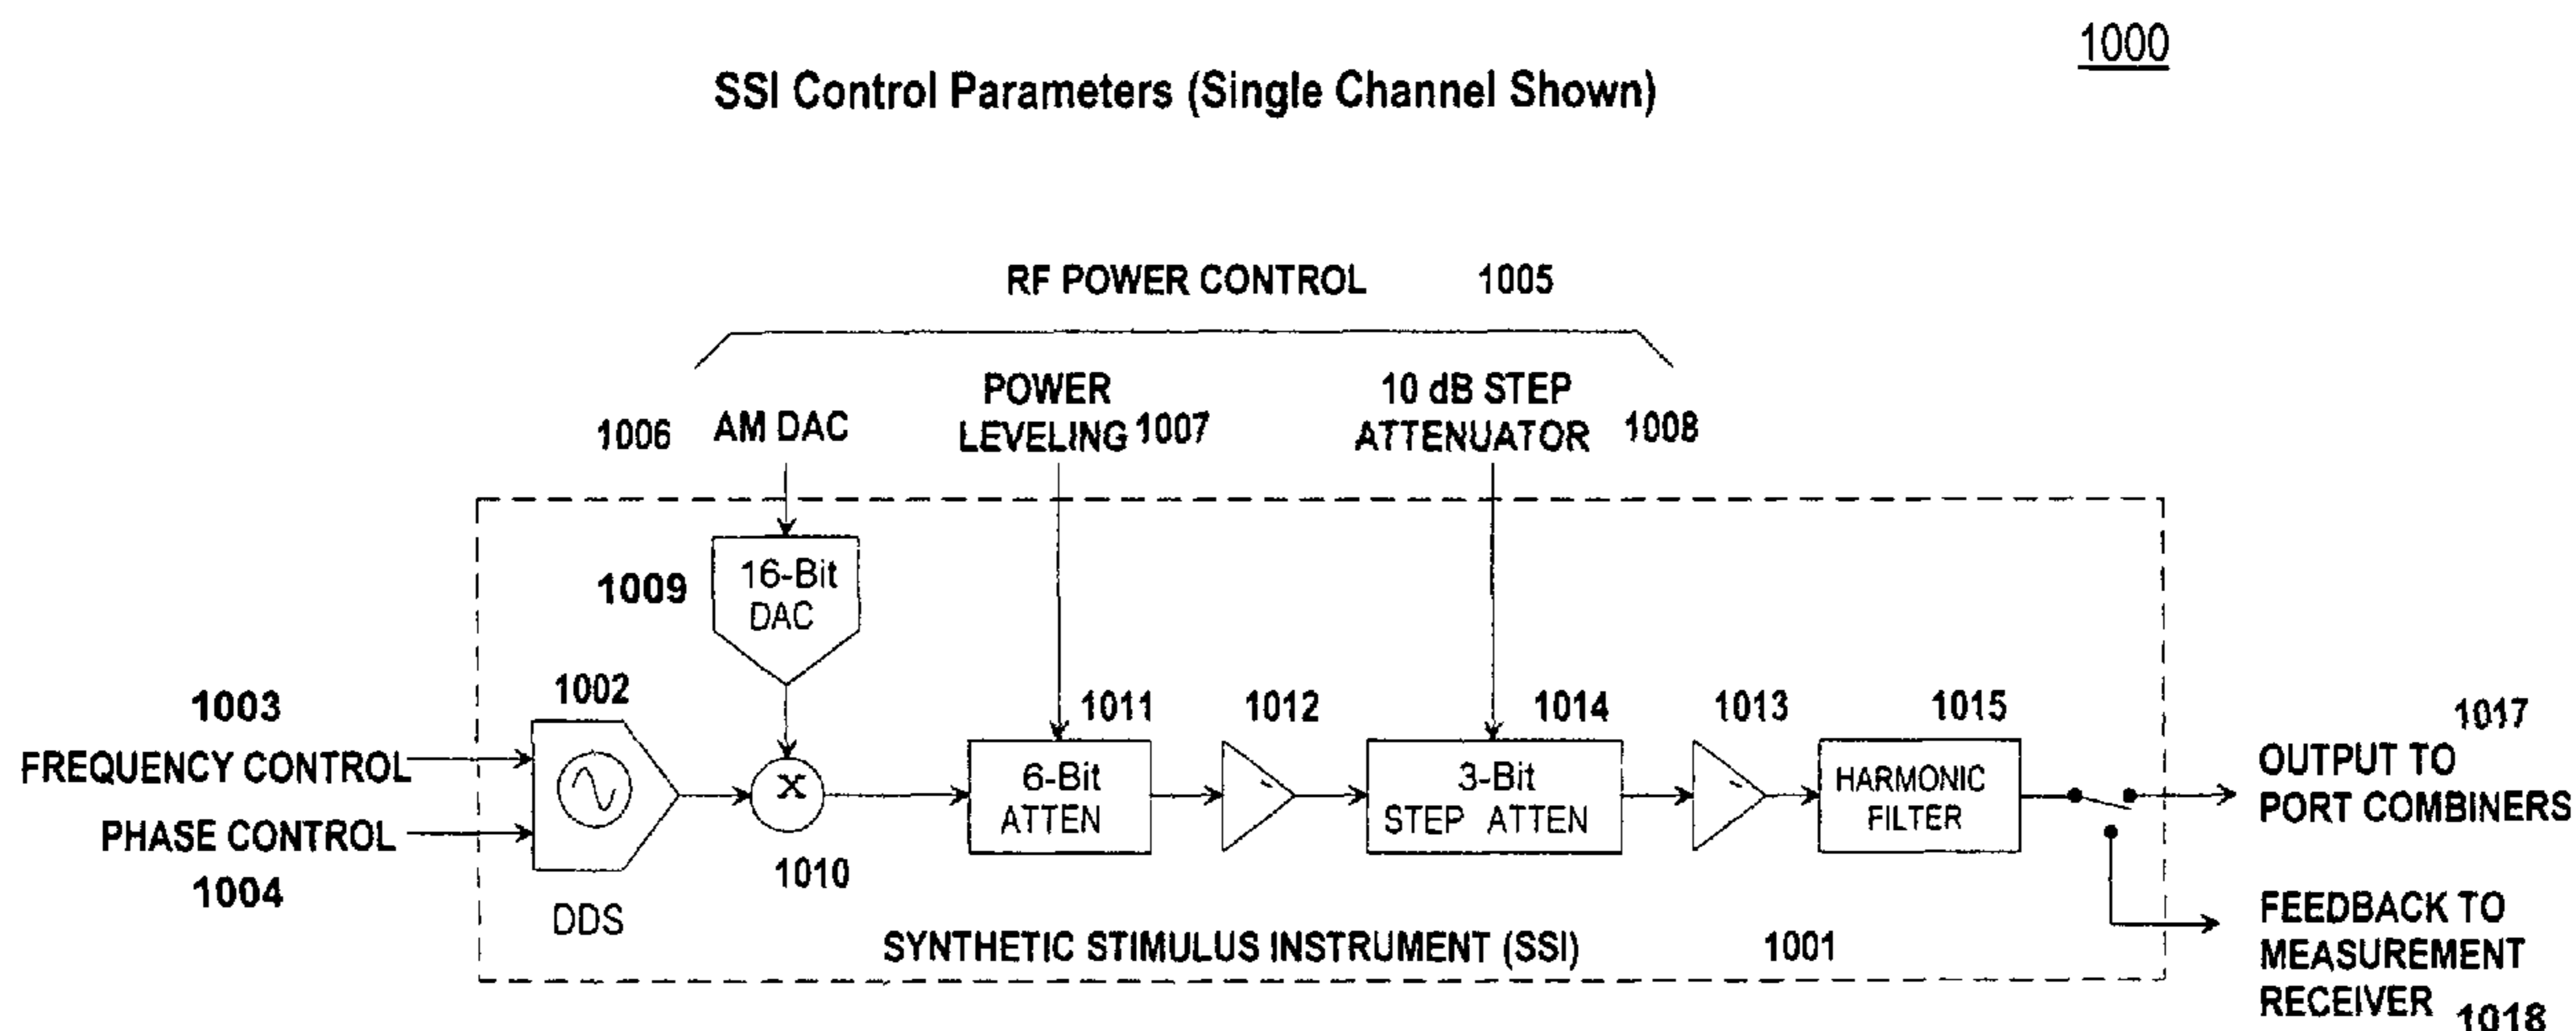 1000
SSI Control Parameters (Single Channel Shown)
RF POWER CONTROL 1005
1006 AM DAC
POWER
LEVELING 1007
10 dB STEP
ATTENUATOR 1008
1009
16-Bit
DAC
1003
FREQUENCY CONTROL
PHASE CONTROL
1004
1002
DDS
X
1010
1011
6-Bit
ATTEN
1012
1014
3-Bit
STEP ATTEN
1013
1015
HARMONIC
FILTER
1017
OUTPUT TO
PORT COMBINERS
SYNTHETIC STIMULUS INSTRUMENT (SSI) 1001
FEEDBACK TO
MEASUREMENT
RECEIVER 1018